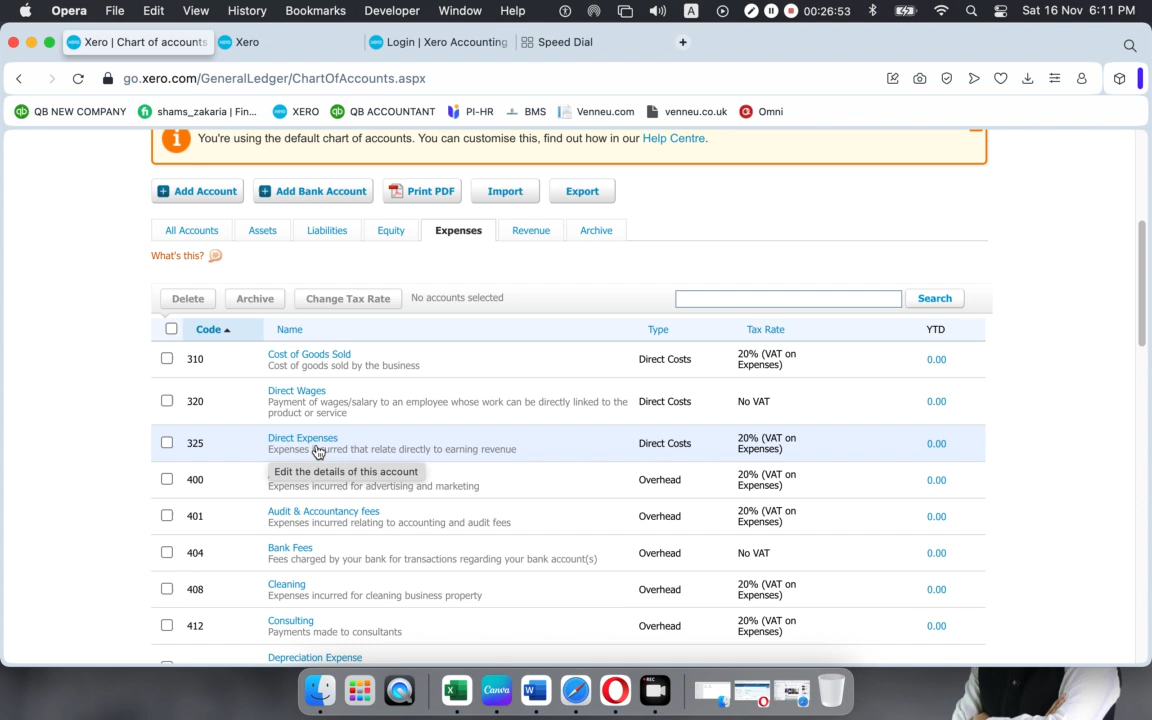 Opera File Edit View History Bookmarks Developer Window Help A 00:26:53 Sat 16 Nov 6:11 PM
Xero | Chart of accounts Xero Login | Xero Accounting Speed Dial +
go.xero.com/GeneralLedger/ChartOfAccounts.aspx
qb QB NEW COMPANY shams_zakaria | Fin... XERO qb QB ACCOUNTANT PI-HR BMS Venneu.com venneu.co.uk Omni
You're using the default chart of accounts. You can customise this, find out how in our Help Centre.
Add Account Add Bank Account Print PDF Import Export
All Accounts Assets Liabilities Equity Expenses Revenue Archive
What's this?
Delete Archive Change Tax Rate No accounts selected Search
Code Name Type Tax Rate YTD
310 Cost of Goods Sold Direct Costs 20% (VAT on 0.00
Cost of goods sold by the business Expenses)
320 Direct Wages Direct Costs No VAT 0.00
Payment of wages/salary to an employee whose work can be directly linked to the
product or service
325 Direct Expenses Direct Costs 20% (VAT on 0.00
Expenses incurred that relate directly to earning revenue Expenses)
Edit the details of this account
400 Overhead 20% (VAT on 0.00
Expenses incurred for advertising and marketing Expenses)
401 Audit & Accountancy fees Overhead 20% (VAT on 0.00
Expenses incurred relating to accounting and audit fees Expenses)
404 Bank Fees Overhead No VAT 0.00
Fees charged by your bank for transactions regarding your bank account(s)
408 Cleaning Overhead 20% (VAT on 0.00
Expenses incurred for cleaning business property Expenses)
412 Consulting Overhead 20% (VAT on 0.00
Payments made to consultants Expenses)
Depreciation Expense
Canva
REC